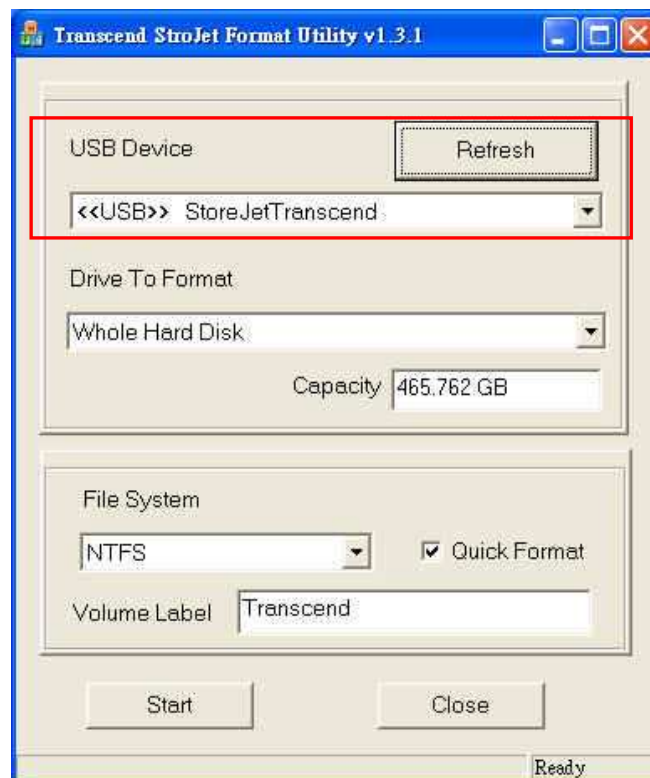 Transcend StroJet Format Utility v1.3.1
USB Device
Refresh
<<USB>> StoreJetTranscend
Drive To Format
Whole Hard Disk
Capacity 465.762 GB
File System
NTFS
Quick Format
Volume Label Transcend
Start
Close
Ready